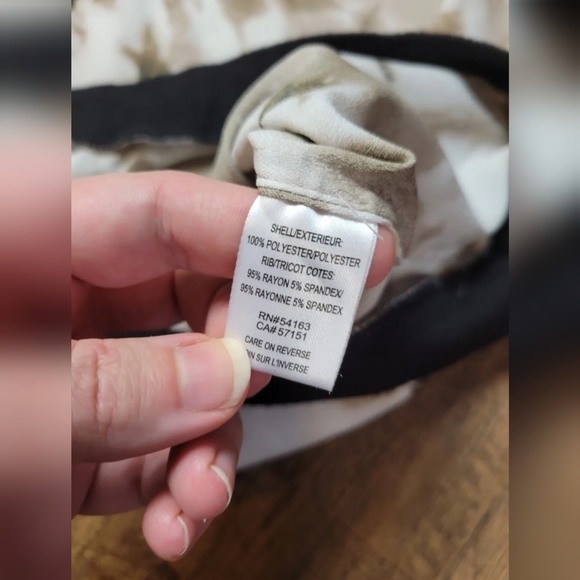 SHELL/EXTERIEUR:
100% POLYESTER/POLYESTER
RIB/TRICOT COTES:
95% RAYON 5% SPANDEX/
95% RAYONNE 5% SPANDEX
RN#54163
CA#57151
CARE ON REVERSE
SUR L'INVERSE